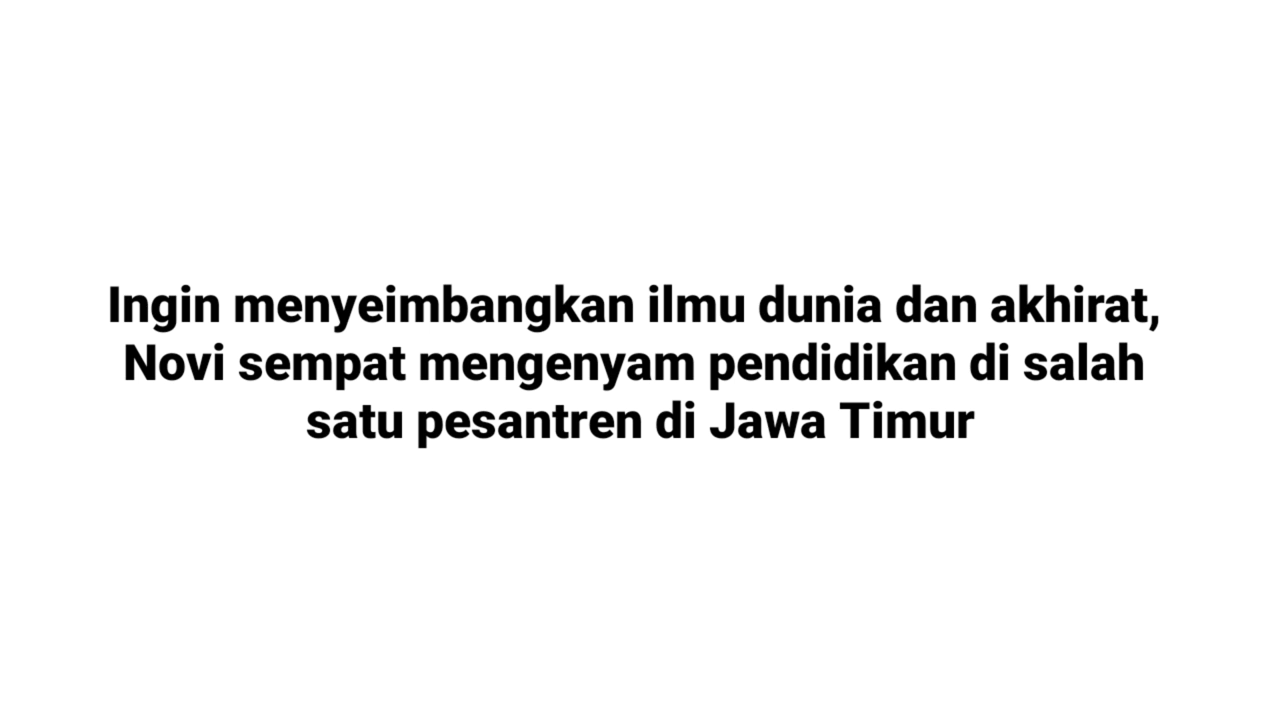 Ingin menyeimbangkan ilmu dunia dan akhirat,
Novi sempat mengenyam pendidikan di salah
satu pesantren di Jawa Timur